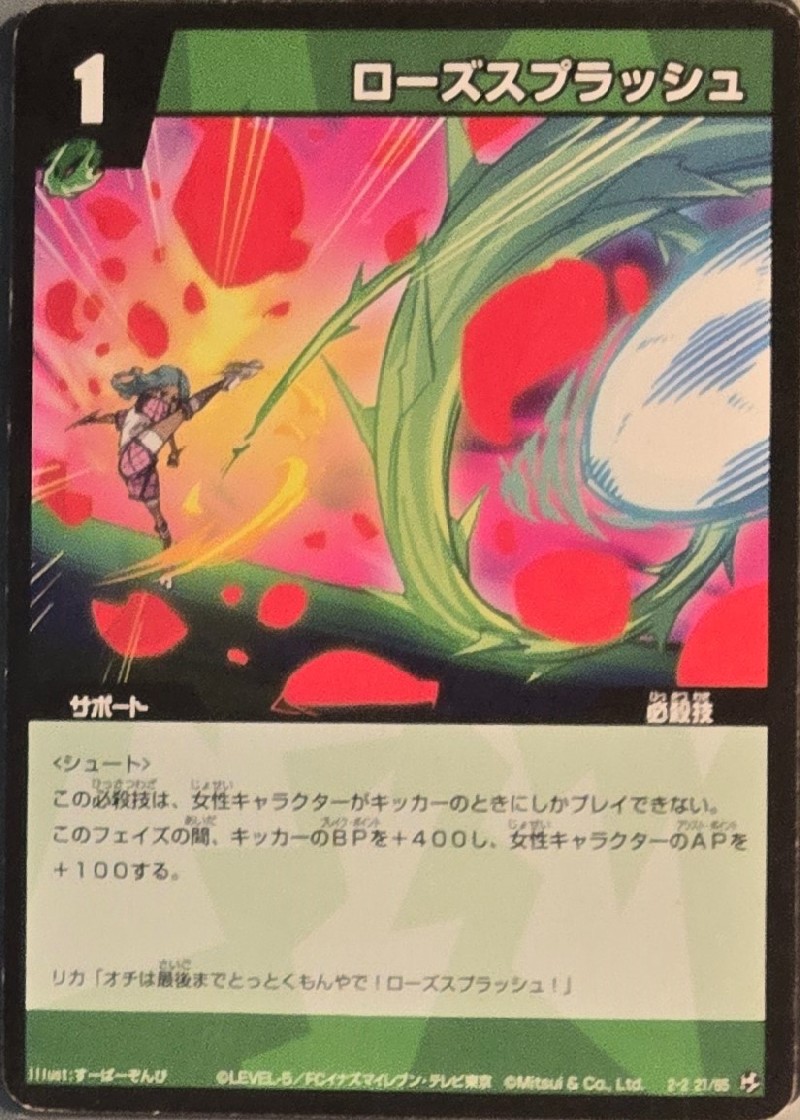 1
ローズスプラッシュ
サポート
必殺技
<シュート>
この必殺技は、女性キャラクターがキッカーのときにしかプレイできない。
このフェイズの間、キッカーのBPを+400し、女性キャラクターのAPを
+100する。
リカ「オチは最後までとっとくもんやで!ローズスプラッシュ!」
illust:すーぱーぞんび ©LEVEL-5/FCイナズマイレブン・テレビ東京 ©Mitsui & Co., Ltd. 2-2 21/65